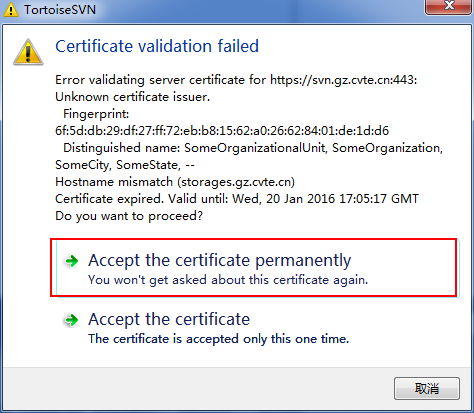 TortoiseSVN
Certificate validation failed
Error validating server certificate for https://svn.gz.cvte.cn:443:
Unknown certificate issuer.
Fingerprint:
6f:5d:db:29:df:27:ff:72:eb:b8:15:62:a0:26:62:84:01:de:1d:d6
Distinguished name: SomeOrganizationalUnit, SomeOrganization,
SomeCity, SomeState, --
Hostname mismatch (storages.gz.cvte.cn)
Certificate expired. Valid until: Wed, 20 Jan 2016 17:05:17 GMT
Do you want to proceed?
Accept the certificate permanently
You won't get asked about this certificate again.
Accept the certificate
The certificate is accepted only this one time.
取消